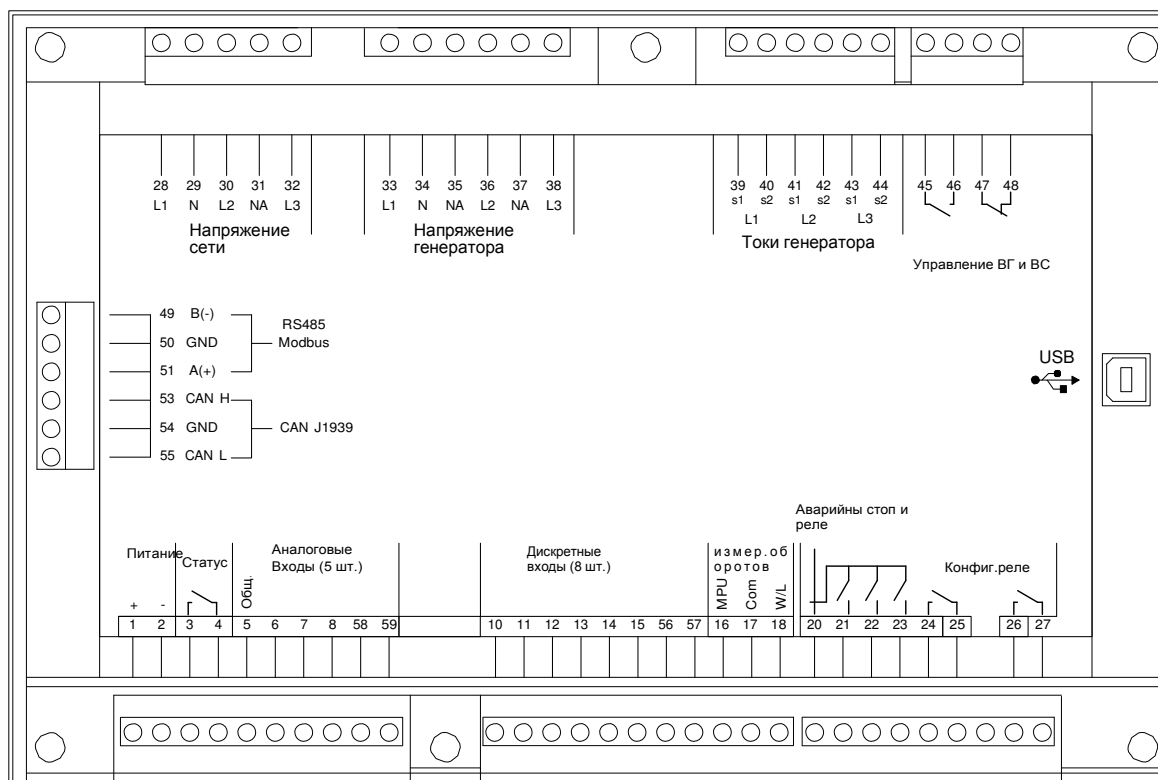 28 29 30 31 32
L1 N L2 NA L3
Напряжение
сети
33 34 35 36 37 38
L1 N NA L2 NA L3
Напряжение
генератора
39 40 41 42 43 44
s1 s2 s1 s2 s1 s2
L1 L2 L3
Токи генератора
45 46 47 48
Управление ВГ и ВС
49 B(-)
50 GND
51 A(+)
RS485
Modbus
53 CAN H
54 GND
55 CAN L
CAN J1939
USB
Питание
+ -
1 2
Статус
3 4
Аналоговые
Входы (5 шт.)
Общ.
5 6 7 8 58 59
Дискретные
входы (8 шт.)
10 11 12 13 14 15 56 57
измер.об
оротов
MPU
Com
W/L
16 17 18
Аварийны стоп и
реле
20 21 22 23 24 25
Конфиг.реле
26 27